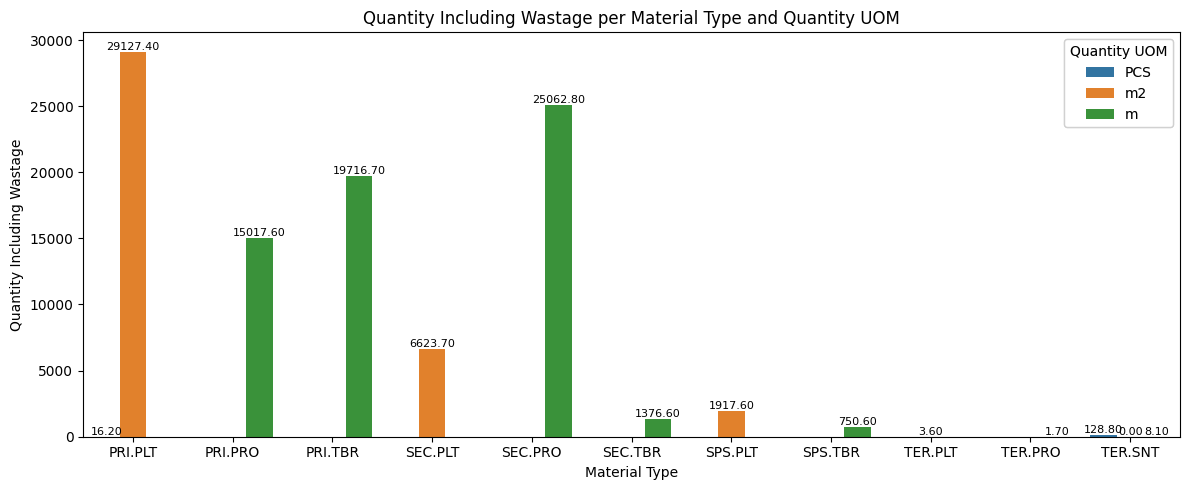 Quantity Including Wastage per Material Type and Quantity UOM
Quantity Including Wastage
30000
25000
20000
15000
10000
5000
0
Quantity UOM
PCS
m2
m
16.20
29127.40
15017.60
19716.70
6623.70
25062.80
1376.60
1917.60
750.60
3.60
1.70
128.80
0.00
8.10
PRI.PLT PRI.PRO PRI.TBR SEC.PLT SEC.PRO SEC.TBR SPS.PLT SPS.TBR TER.PLT TER.PRO TER.SNT
Material Type